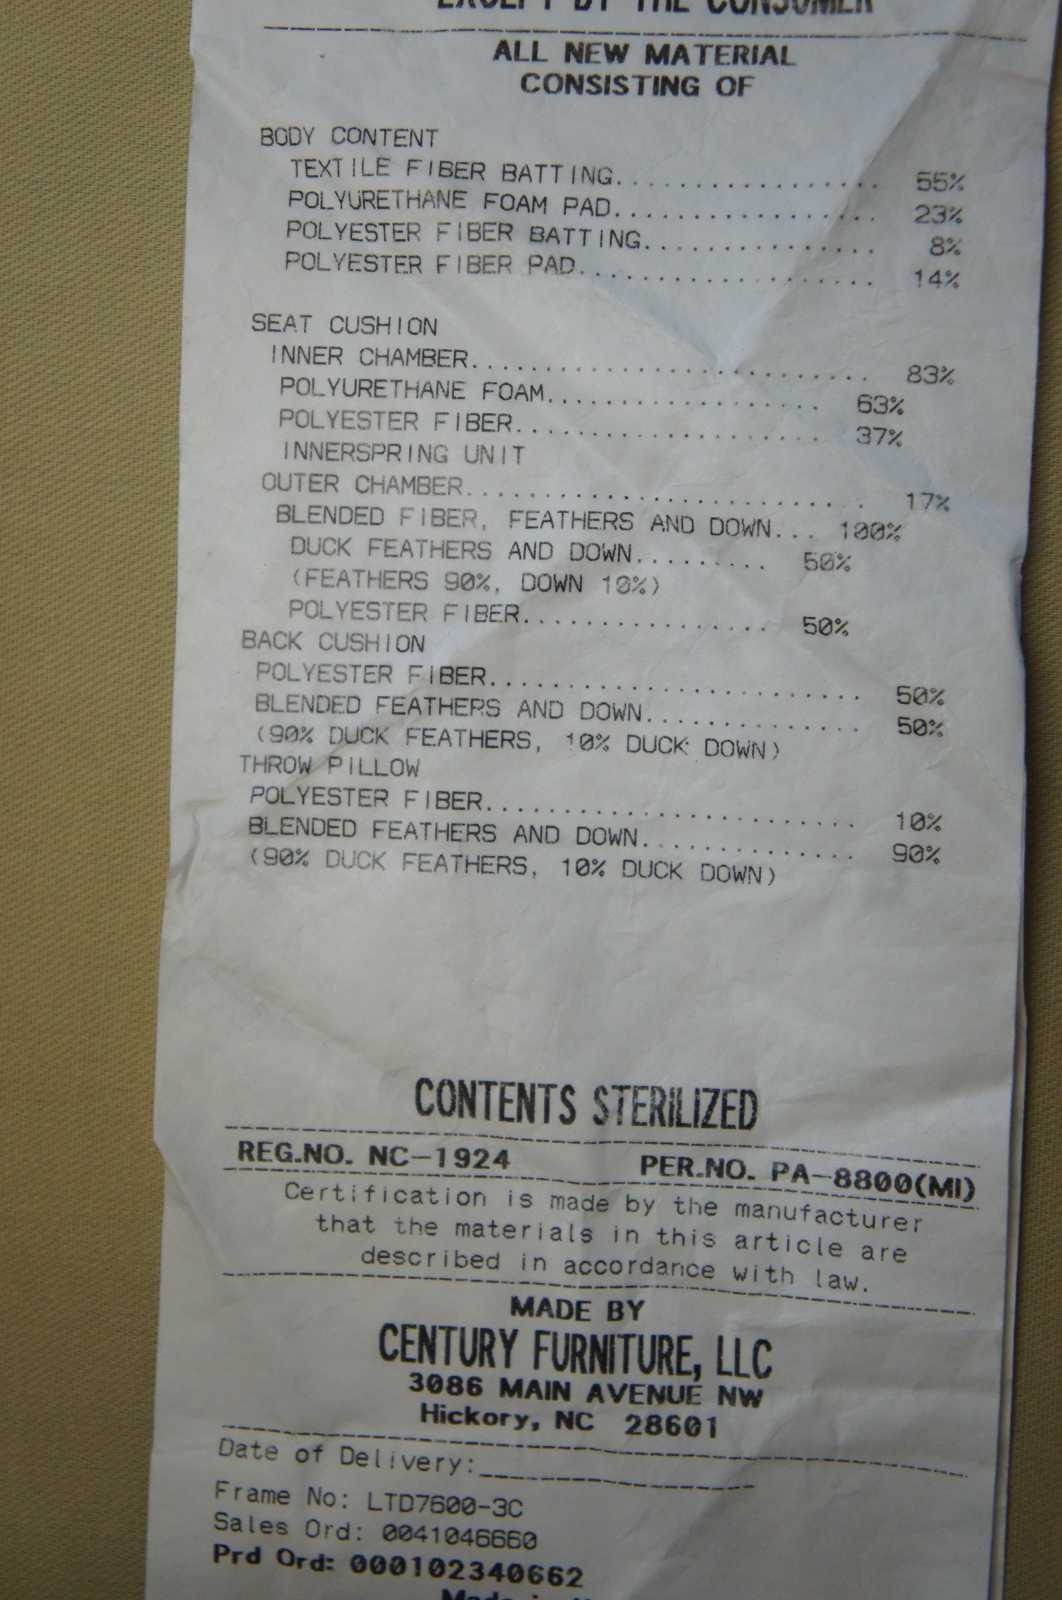 EXCEPT BY THE CONSUMER
ALL NEW MATERIAL
CONSISTING OF
BODY CONTENT
TEXTILE FIBER BATTING................. 55%
POLYURETHANE FOAM PAD................. 23%
POLYESTER FIBER BATTING............... 8%
POLYESTER FIBER PAD................... 14%
SEAT CUSHION
INNER CHAMBER.......................... 83%
POLYURETHANE FOAM.................. 63%
POLYESTER FIBER.................... 37%
INNERSPRING UNIT
OUTER CHAMBER.......................... 17%
BLENDED FIBER, FEATHERS AND DOWN... 100%
DUCK FEATHERS AND DOWN......... 50%
(FEATHERS 90%, DOWN 10%)
POLYESTER FIBER................ 50%
BACK CUSHION
POLYESTER FIBER........................ 50%
BLENDED FEATHERS AND DOWN.............. 50%
(90% DUCK FEATHERS, 10% DUCK DOWN)
THROW PILLOW
POLYESTER FIBER........................ 10%
BLENDED FEATHERS AND DOWN.............. 90%
(90% DUCK FEATHERS, 10% DUCK DOWN)
CONTENTS STERILIZED
REG.NO. NC-1924 PER.NO. PA-8800(MI)
Certification is made by the manufacturer
that the materials in this article are
described in accordance with law.
MADE BY
CENTURY FURNITURE, LLC
3086 MAIN AVENUE NW
Hickory, NC 28601
Date of Delivery:____________________
Frame No: LTD7600-3C
Sales Ord: 0041046660
Prd Ord: 000102340662
Made in